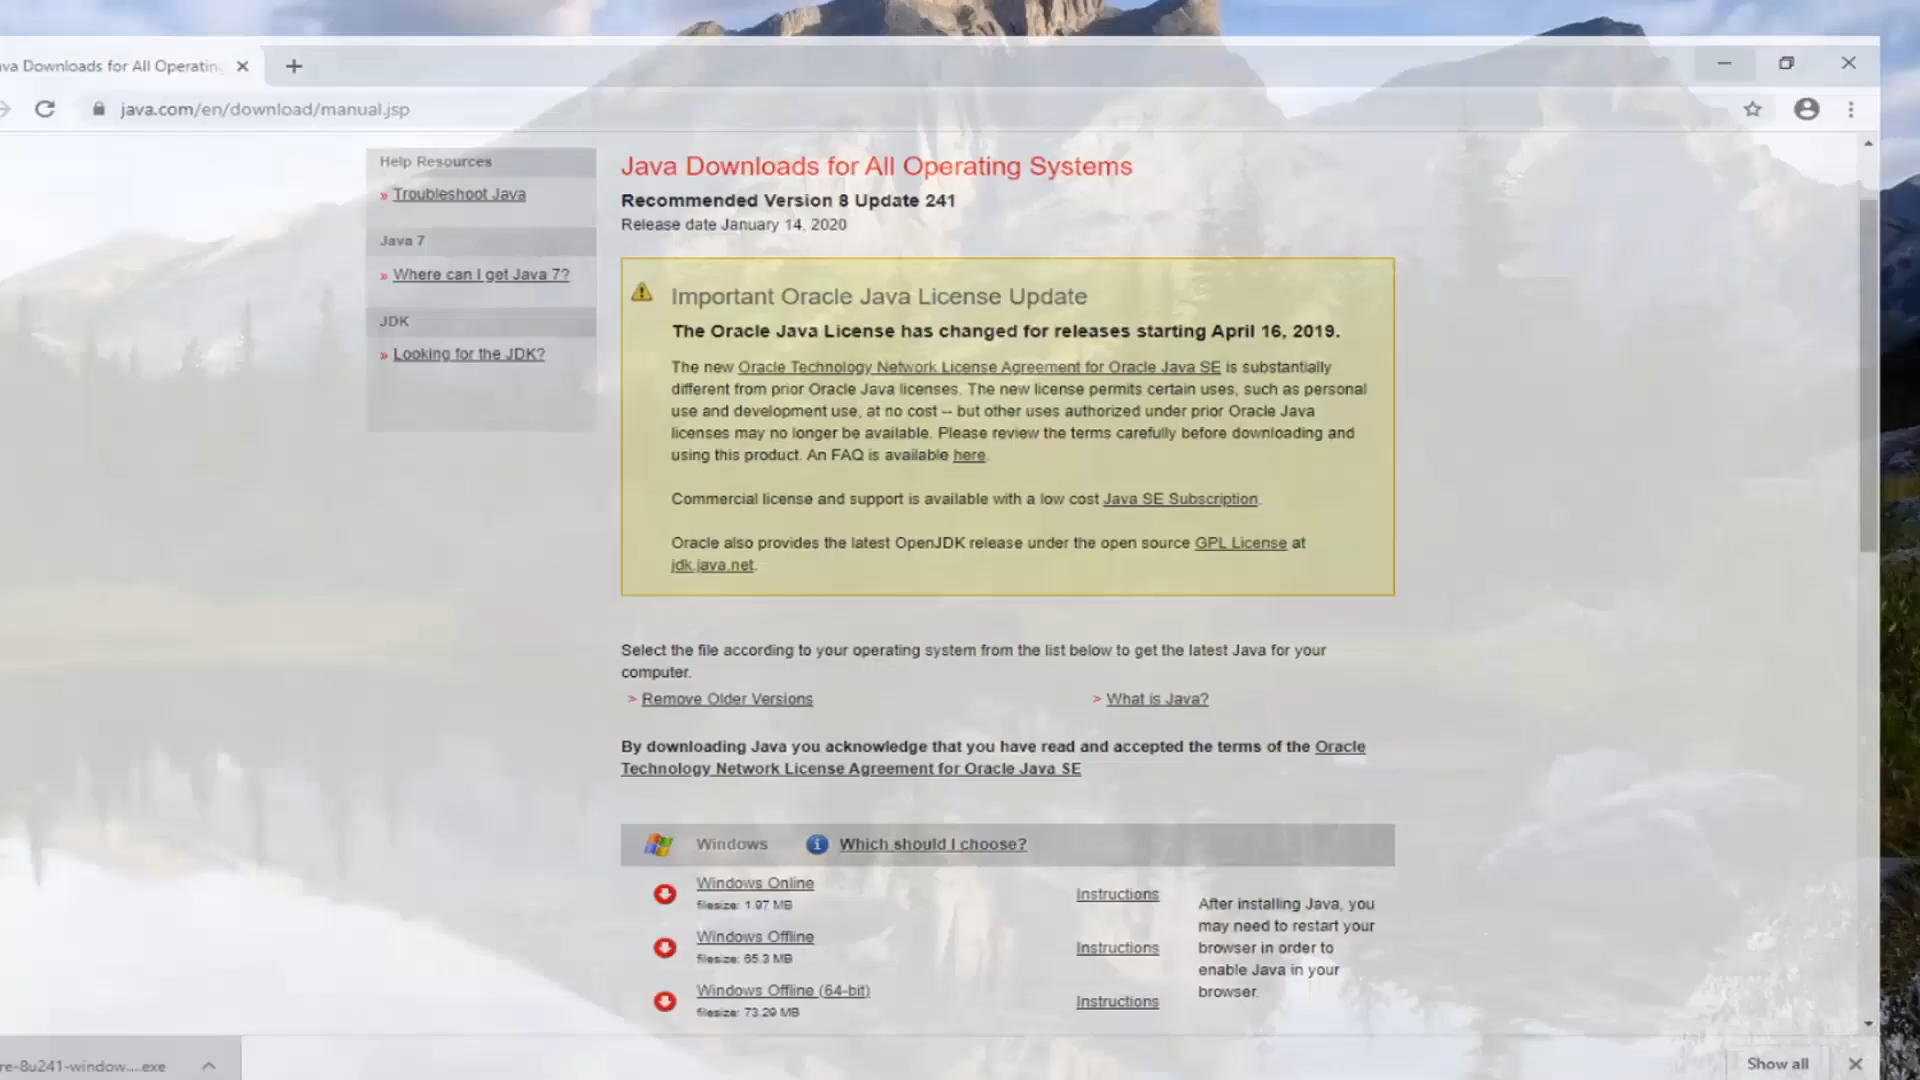 va Downloads for All Operating
java.com/en/download/manual.jsp
Help Resources
» Troubleshoot Java
Java 7
» Where can I get Java 7?
JDK
» Looking for the JDK?
Java Downloads for All Operating Systems
Recommended Version 8 Update 241
Release date January 14, 2020
Important Oracle Java License Update
The Oracle Java License has changed for releases starting April 16, 2019.
The new Oracle Technology Network License Agreement for Oracle Java SE is substantially
different from prior Oracle Java licenses. The new license permits certain uses, such as personal
use and development use, at no cost -- but other uses authorized under prior Oracle Java
licenses may no longer be available. Please review the terms carefully before downloading and
using this product. An FAQ is available here.
Commercial license and support is available with a low cost Java SE Subscription.
Oracle also provides the latest OpenJDK release under the open source GPL License at
jdk.java.net.
Select the file according to your operating system from the list below to get the latest Java for your
computer.
> Remove Older Versions
> What is Java?
By downloading Java you acknowledge that you have read and accepted the terms of the Oracle
Technology Network License Agreement for Oracle Java SE
Windows
Which should I choose?
Windows Online
filesize: 1.97 MB
Instructions
Windows Offline
filesize: 65.3 MB
Instructions
Windows Offline (64-bit)
filesize: 73.29 MB
Instructions
After installing Java, you
may need to restart your
browser in order to
enable Java in your
browser.
re-8u241-window....exe
Show all